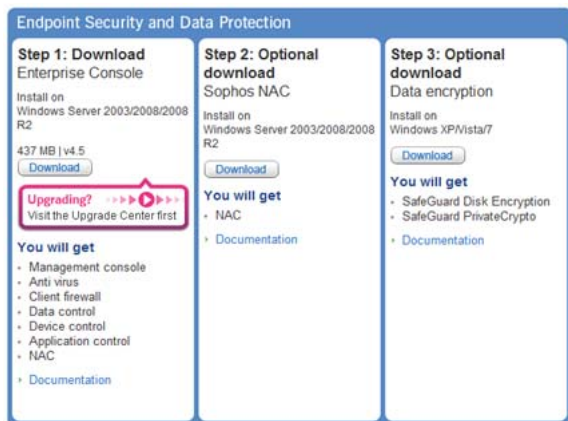 Endpoint Security and Data Protection
Step 1: Download
Enterprise Console
Install on
Windows Server 2003/2008/2008
R2
437 MB | v4.5
Download
Upgrading?
Visit the Upgrade Center first
You will get
Management console
Anti virus
Client firewall
Data control
Device control
Application control
NAC
Documentation
Step 2: Optional
download
Sophos NAC
Install on
Windows Server 2003/2008/2008
R2
Download
You will get
NAC
Documentation
Step 3: Optional
download
Data encryption
Install on
Windows XP/Vista/7
Download
You will get
SafeGuard Disk Encryption
SafeGuard PrivateCrypto
Documentation